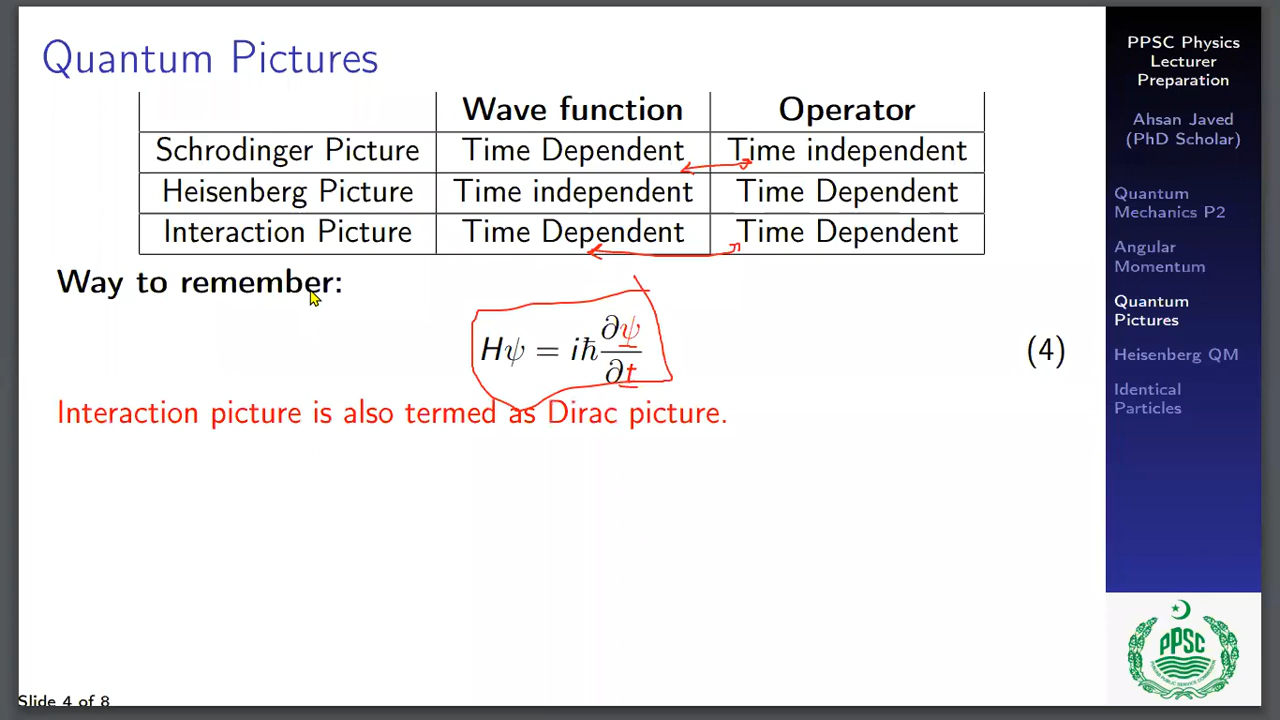 Quantum Pictures
Wave function Operator
Schrodinger Picture Time Dependent Time independent
Heisenberg Picture Time independent Time Dependent
Interaction Picture Time Dependent Time Dependent
Way to remember:
Hψ = iħ ∂ψ/∂t (4)
Interaction picture is also termed as Dirac picture.
Slide 4 of 8
PPSC Physics
Lecturer
Preparation
Ahsan Javed
(PhD Scholar)
Quantum
Mechanics P2
Angular
Momentum
Quantum
Pictures
Heisenberg QM
Identical
Particles
PPSC